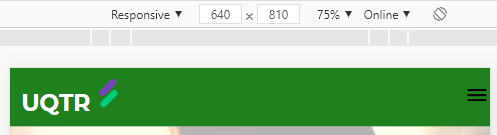 Responsive ▼ 640 × 810 75% ▼ Online ▼
UQTR